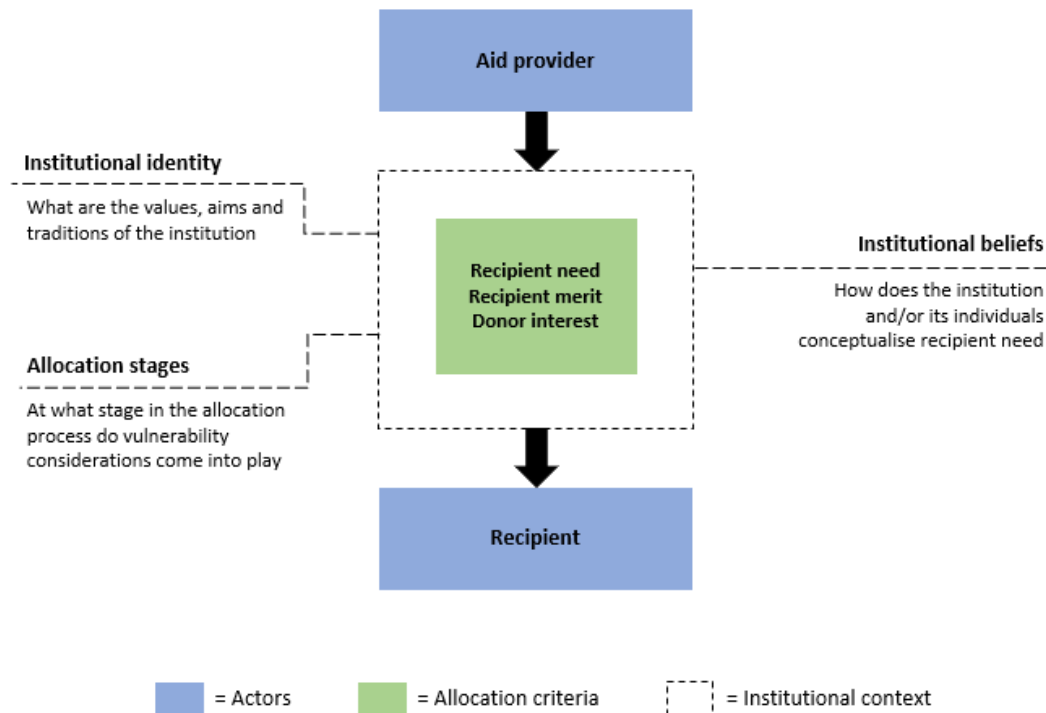 Aid provider
Institutional identity
What are the values, aims and
traditions of the institution
Recipient need
Recipient merit
Donor interest
Institutional beliefs
How does the institution
and/or its individuals
conceptualise recipient need
Allocation stages
At what stage in the allocation
process do vulnerability
considerations come into play
Recipient
= Actors
= Allocation criteria
= Institutional context